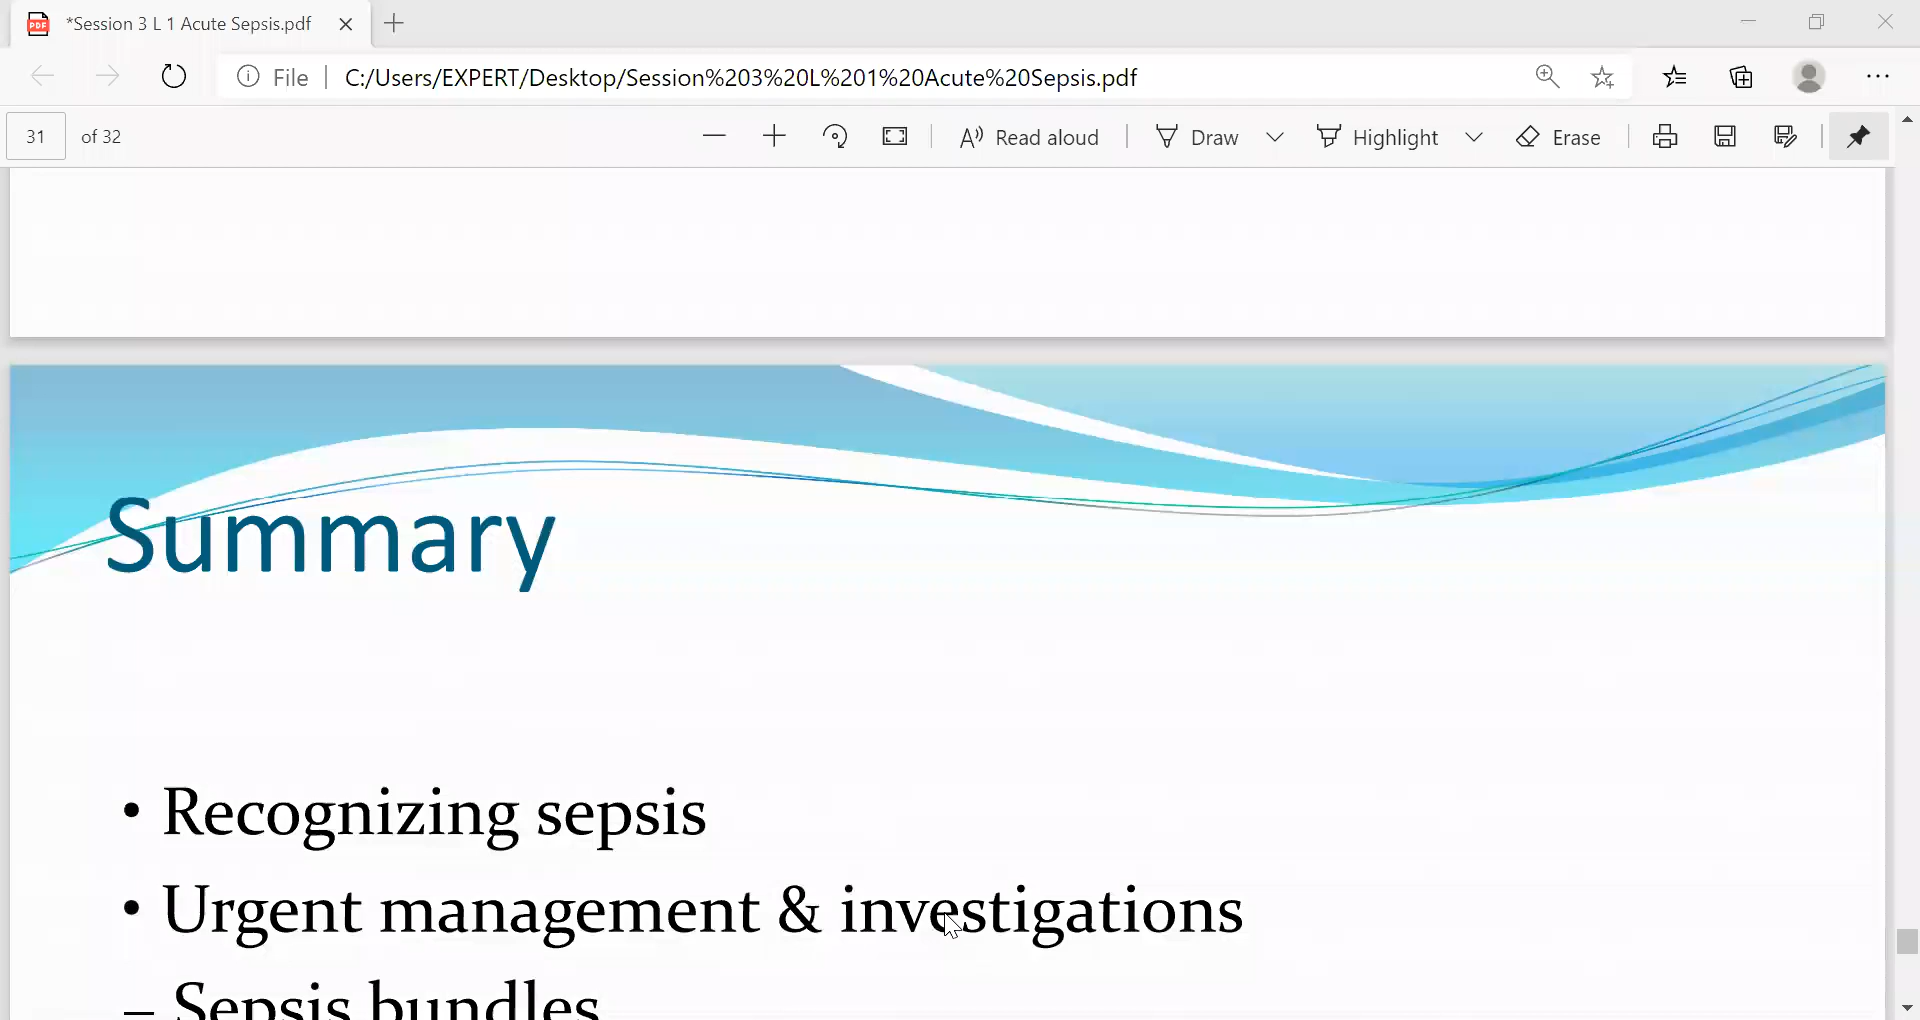 *Session 3 L 1 Acute Sepsis.pdf
File | C:/Users/EXPERT/Desktop/Session%203%20L%201%20Acute%20Sepsis.pdf
31 of 32
Read aloud
Draw
Highlight
Erase
Summary
• Recognizing sepsis
• Urgent management & investigations
– Sepsis bundles